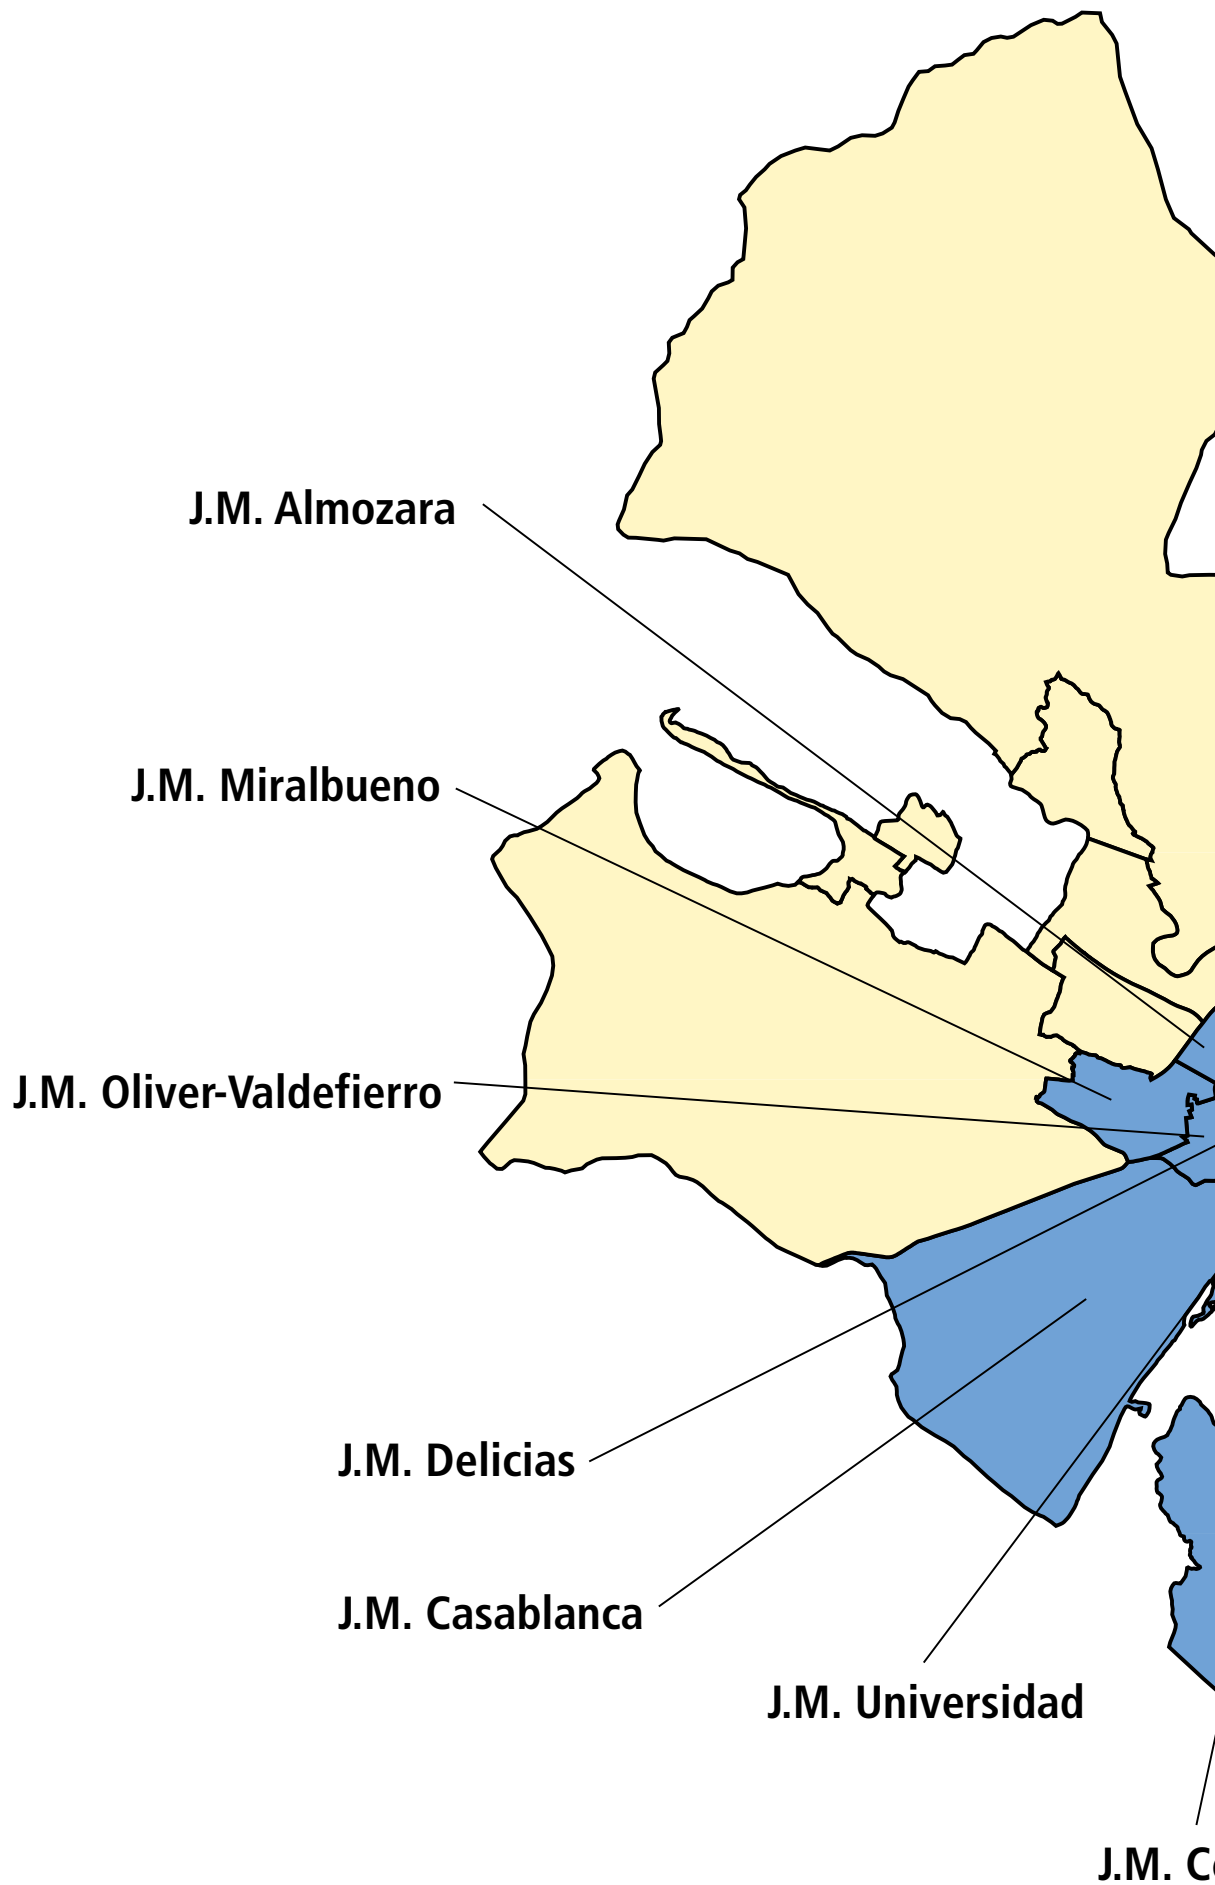 J.M. Almozara
J.M. Miralbueno
J.M. Oliver-Valdefierro
J.M. Delicias
J.M. Casablanca
J.M. Universidad
J.M.